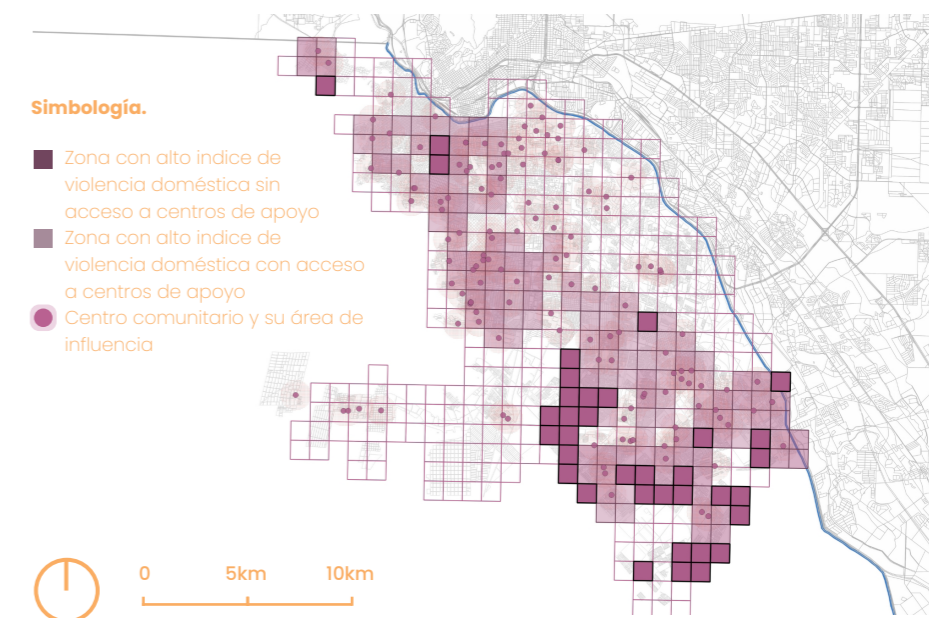 Simbología.
Zona con alto indice de
violencia doméstica sin
acceso a centros de apoyo
Zona con alto indice de
violencia doméstica con acceso
a centros de apoyo
Centro comunitario y su área de
influencia
0 5km 10km